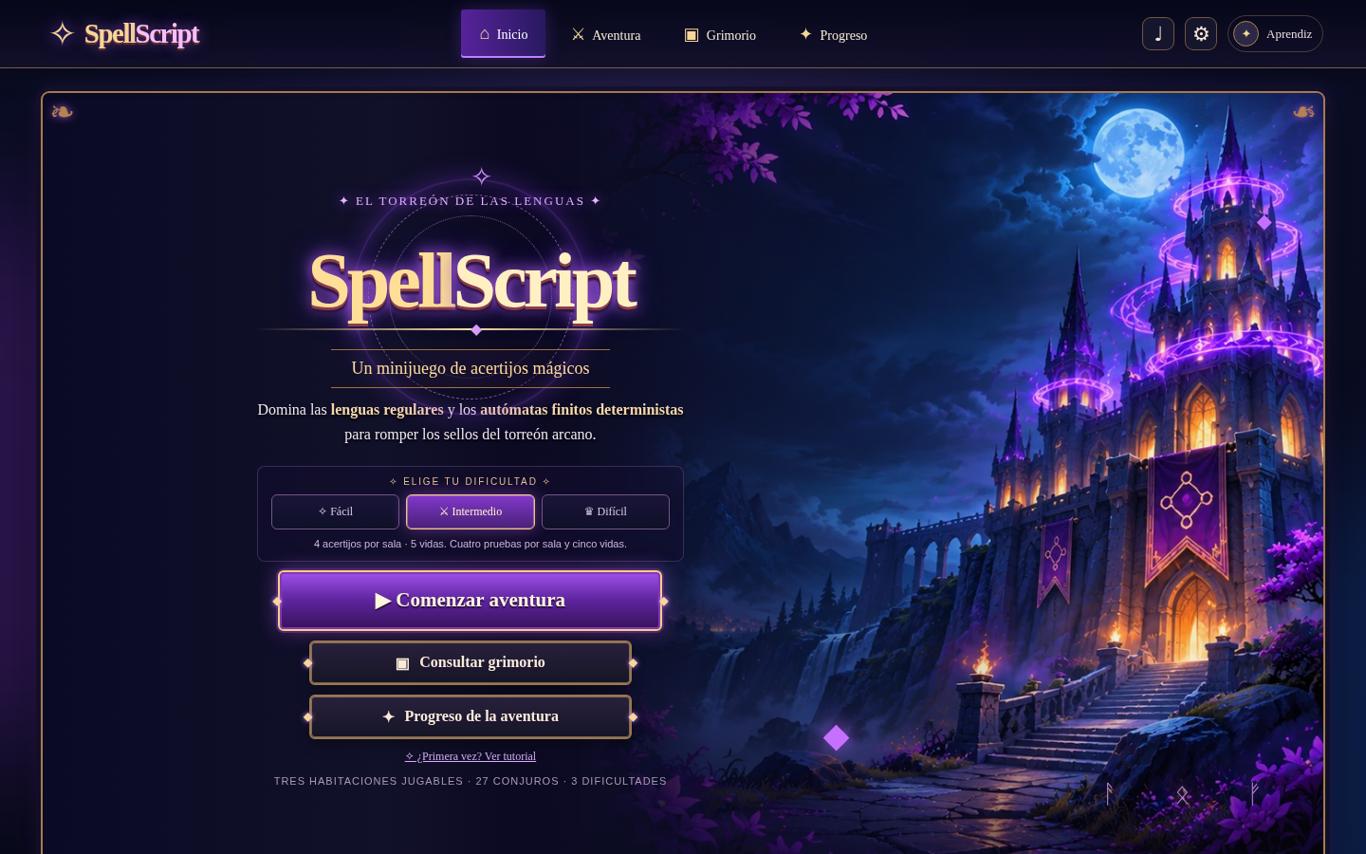 SpellScript
Inicio
Aventura
Grimorio
Progreso
Aprendiz
EL TORREÓN DE LAS LENGUAS
SpellScript
Un minijuego de acertijos mágicos
Domina las lenguas regulares y los autómatas finitos deterministas
para romper los sellos del torreón arcano.
ELIGE TU DIFICULTAD
Fácil
Intermedio
Difícil
4 acertijos por sala · 5 vidas. Cuatro pruebas por sala y cinco vidas.
Comenzar aventura
Consultar grimorio
Progreso de la aventura
¿Primera vez? Ver tutorial
TRES HABITACIONES JUGABLES · 27 CONJUROS · 3 DIFICULTADES
ᚨ ᛟ ᚠ